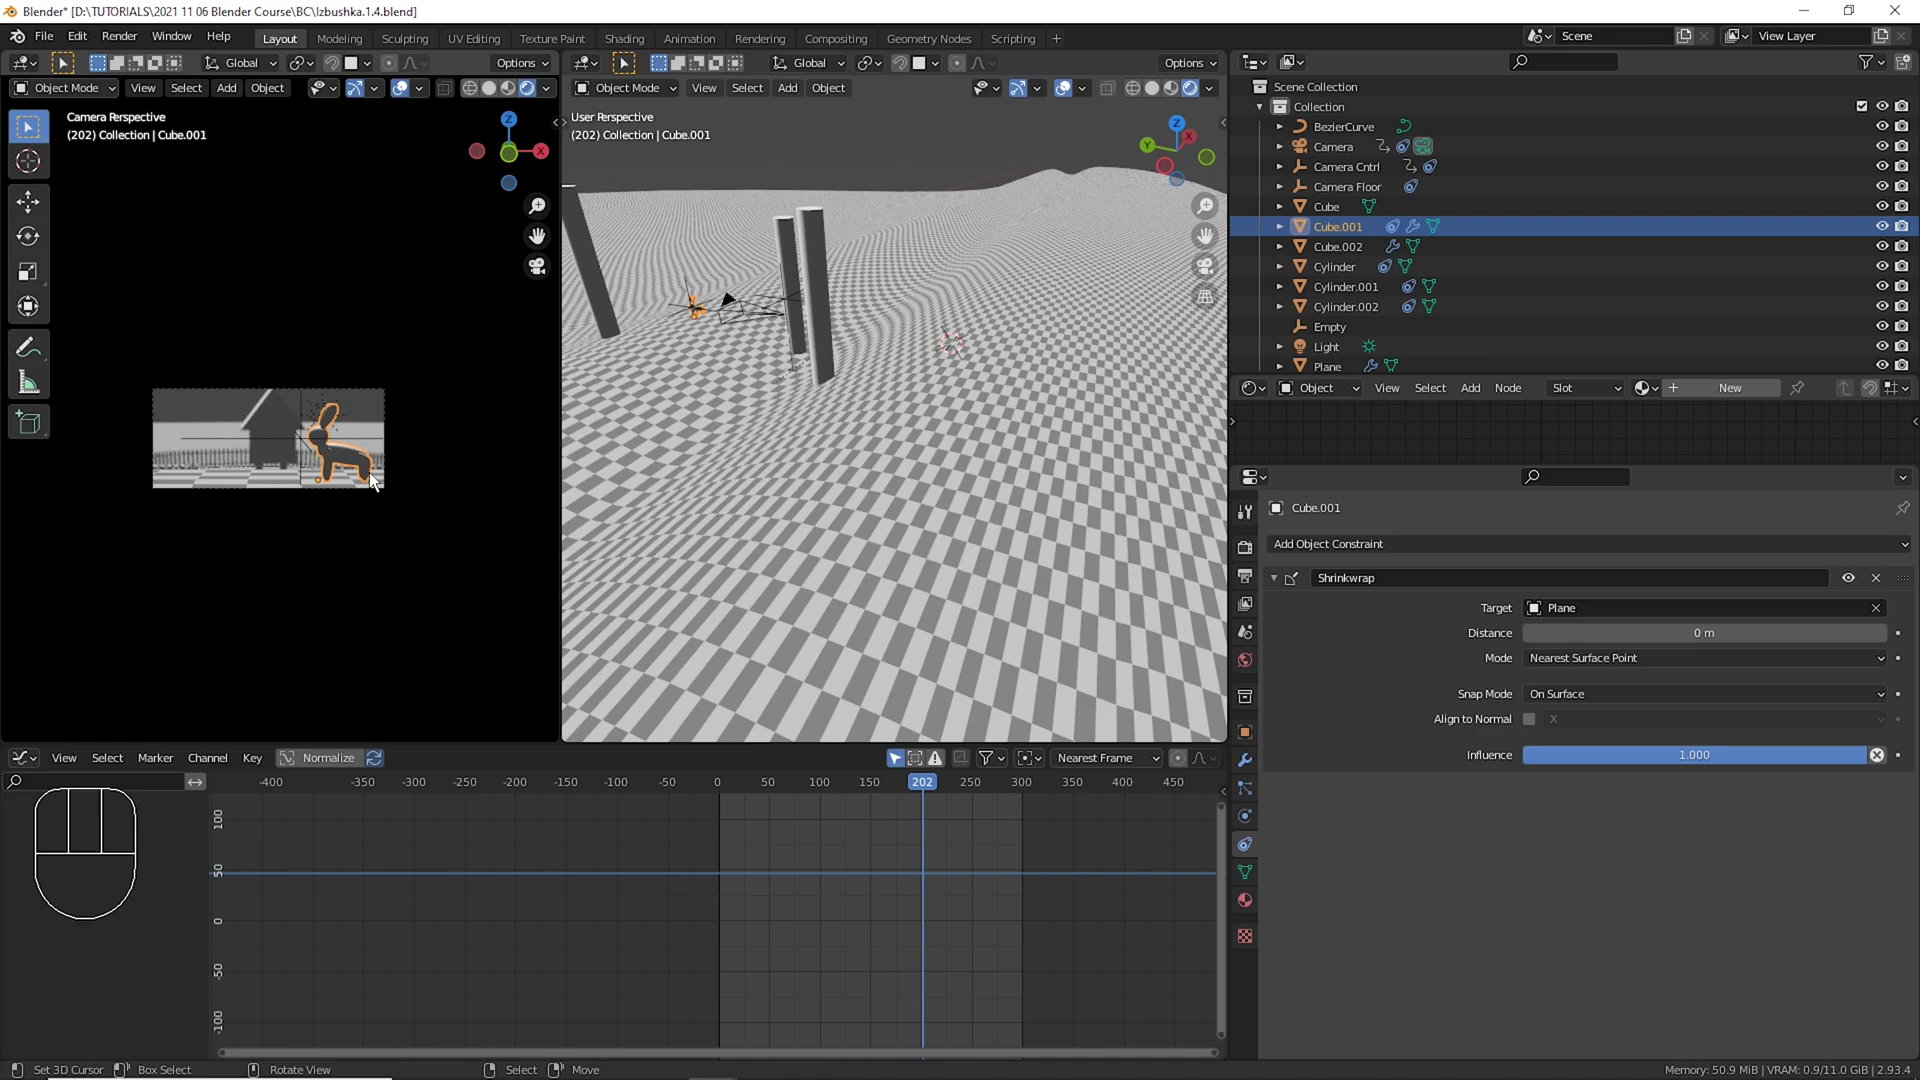 Blender* [D:\TUTORIALS\2021 11 06 Blender Course\BC\Izbushka.1.4.blend]
File Edit Render Window Help Layout Modeling Sculpting UV Editing Texture Paint Shading Animation Rendering Compositing Geometry Nodes Scripting + Scene View Layer
Global Options Global Options
Object Mode View Select Add Object Object Mode View Select Add Object
Scene Collection
Collection
BezierCurve
Camera
Camera Cntrl
Camera Floor
Cube
Cube.001
Cube.002
Cylinder
Cylinder.001
Cylinder.002
Empty
Light
Plane
Camera Perspective
(202) Collection | Cube.001
Z
X
User Perspective
(202) Collection | Cube.001
Z
X
Y
Object View Select Add Node Slot New
Cube.001
Add Object Constraint
Shrinkwrap
Target Plane
Distance 0 m
Mode Nearest Surface Point
Snap Mode On Surface
Align to Normal X
Influence 1.000
View Select Marker Channel Key Normalize Nearest Frame
-400 -350 -300 -250 -200 -150 -100 -50 0 50 100 150 202 250 300 350 400 450
100
50
0
-50
-100
Set 3D Cursor Box Select Rotate View Select Move Memory: 50.9 MiB | VRAM: 0.9/11.0 GiB | 2.93.4